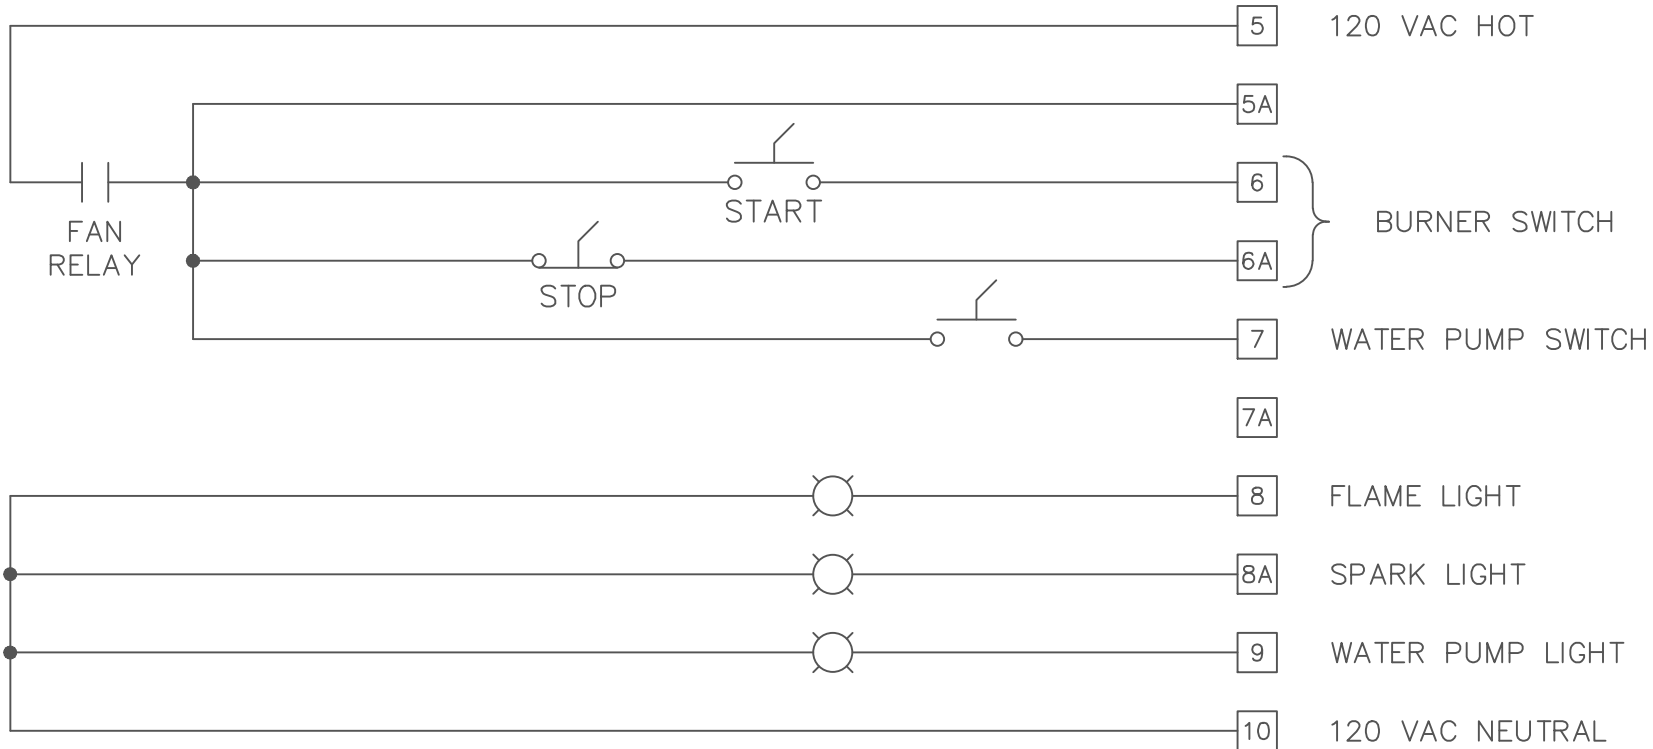 5 120 VAC HOT
5A
6
START
BURNER SWITCH
FAN
RELAY
6A
STOP
7 WATER PUMP SWITCH
7A
8 FLAME LIGHT
8A SPARK LIGHT
9 WATER PUMP LIGHT
10 120 VAC NEUTRAL